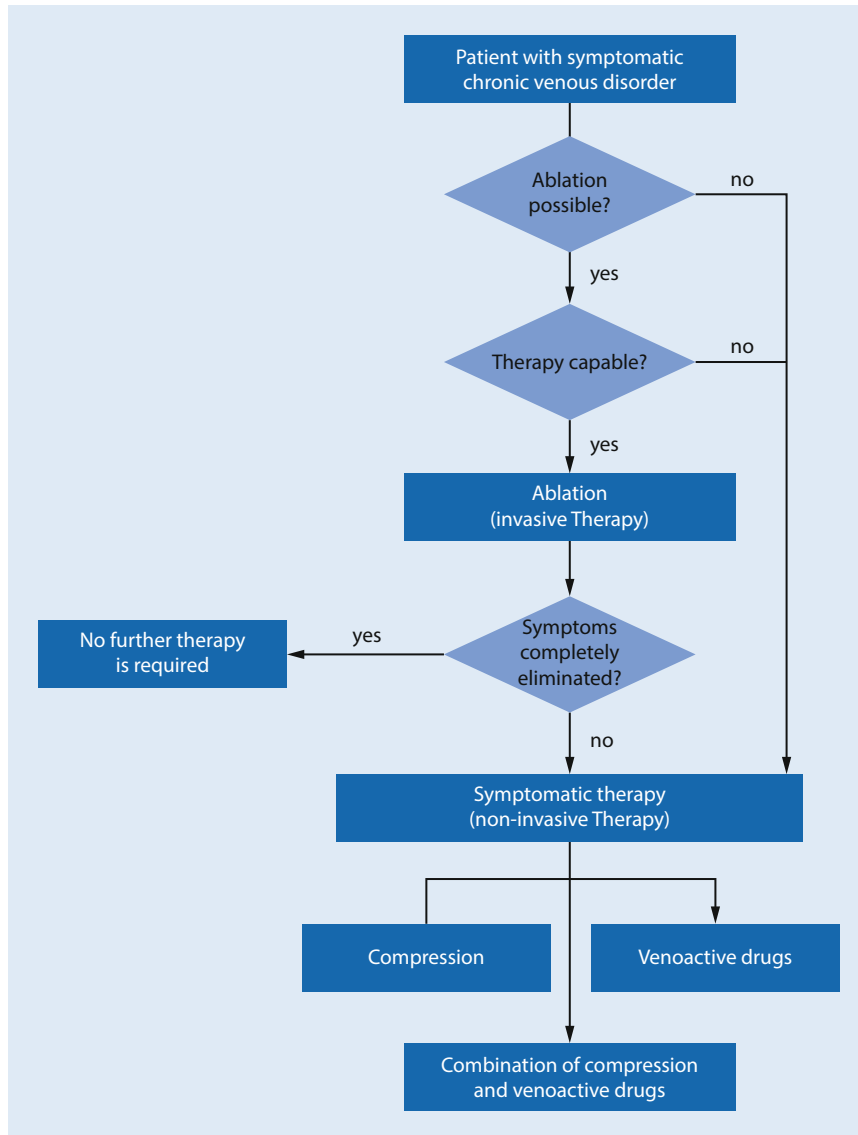 Patient with symptomatic
chronic venous disorder
Ablation
possible?
no
yes
Therapy capable?
no
yes
Ablation
(invasive Therapy)
Symptoms
completely
eliminated?
yes
No further therapy
is required
no
Symptomatic therapy
(non-invasive Therapy)
Compression
Venoactive drugs
Combination of compression
and venoactive drugs